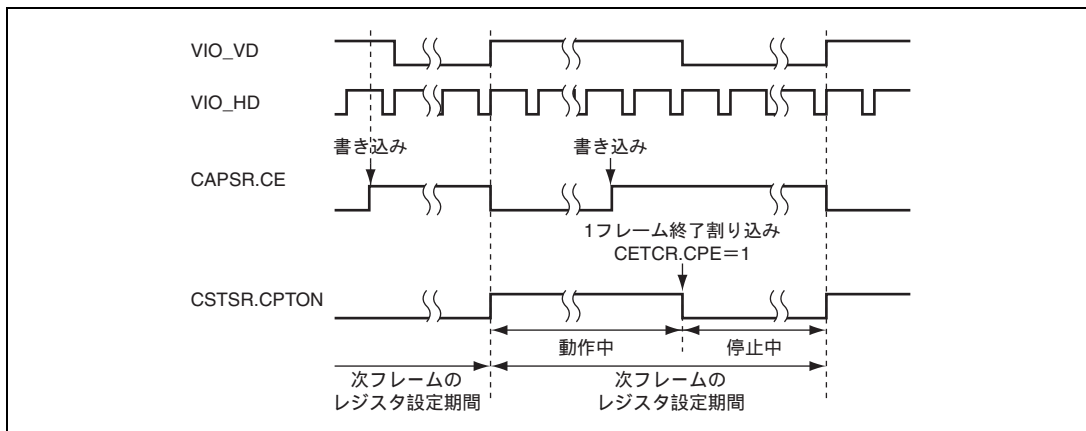 VIO_VD
VIO_HD
書き込み 書き込み
CAPSR.CE
1フレーム終了割り込み
CETCR.CPE＝1
CSTSR.CPTON
動作中 停止中
次フレームの 次フレームの
レジスタ設定期間 レジスタ設定期間